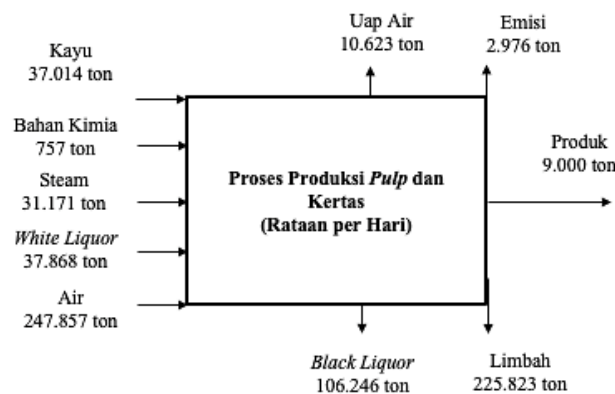 Uap Air
10.623 ton
Emisi
2.976 ton
Kayu
37.014 ton
Bahan Kimia
757 ton
Steam
31.171 ton
White Liquor
37.868 ton
Air
247.857 ton
Proses Produksi Pulp dan
Kertas
(Rataan per Hari)
Produk
9.000 ton
Black Liquor
106.246 ton
Limbah
225.823 ton